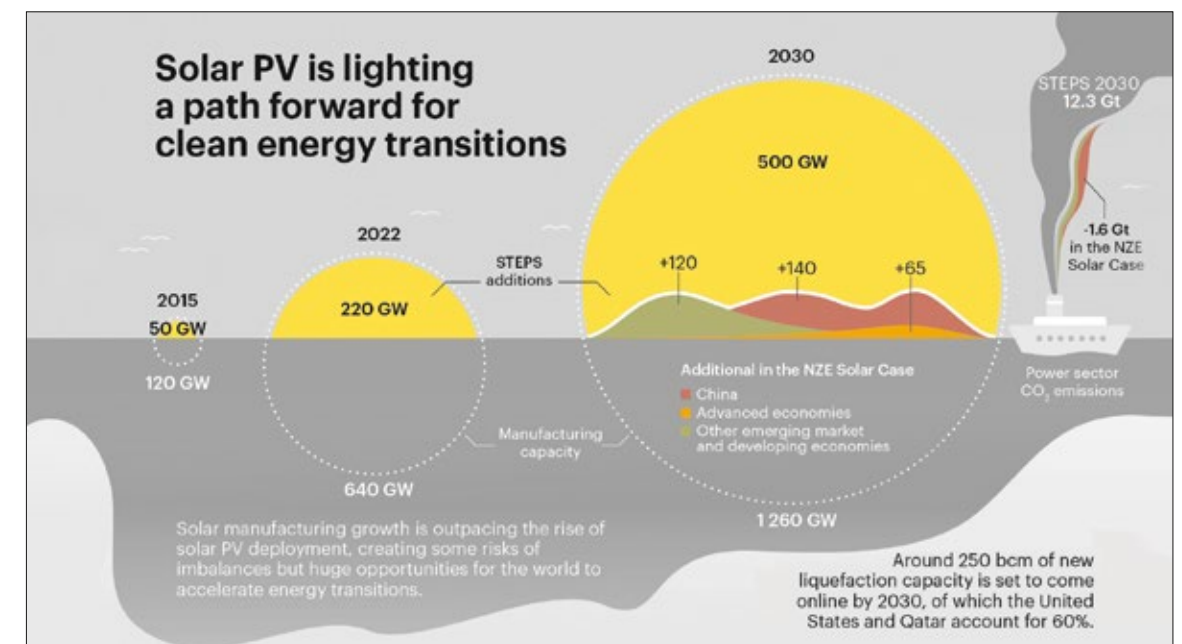 Solar PV is lighting
a path forward for
clean energy transitions
2015
50 GW
120 GW
2022
220 GW
640 GW
STEPS
additions
Manufacturing
capacity
2030
500 GW
+120
+140
+65
Additional in the NZE Solar Case
China
Advanced economies
Other emerging market
and developing economies
1 260 GW
STEPS 2030
12.3 Gt
-1.6 Gt
in the NZE
Solar Case
Power sector
CO₂ emissions
Solar manufacturing growth is outpacing the rise of
solar PV deployment, creating some risks of
imbalances but huge opportunities for the world to
accelerate energy transitions.
Around 250 bcm of new
liquefaction capacity is set to come
online by 2030, of which the United
States and Qatar account for 60%.